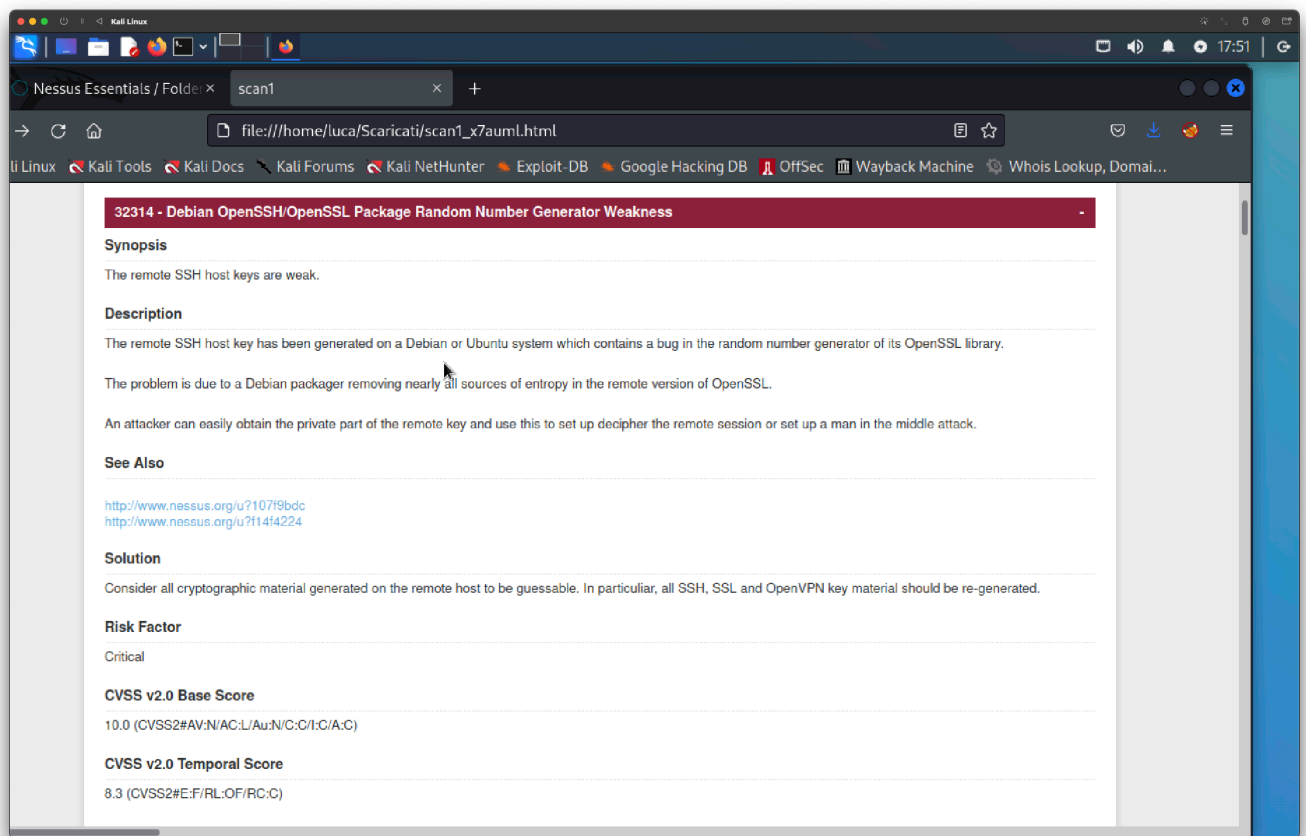 Kali Linux
17:51
Nessus Essentials / Folde
scan1
file:///home/luca/Scaricati/scan1_x7auml.html
li Linux Kali Tools Kali Docs Kali Forums Kali NetHunter Exploit-DB Google Hacking DB OffSec Wayback Machine Whois Lookup, Domai...
32314 - Debian OpenSSH/OpenSSL Package Random Number Generator Weakness -
Synopsis
The remote SSH host keys are weak.
Description
The remote SSH host key has been generated on a Debian or Ubuntu system which contains a bug in the random number generator of its OpenSSL library.
The problem is due to a Debian packager removing nearly all sources of entropy in the remote version of OpenSSL.
An attacker can easily obtain the private part of the remote key and use this to set up decipher the remote session or set up a man in the middle attack.
See Also
http://www.nessus.org/u?107f9bdc
http://www.nessus.org/u?f14f4224
Solution
Consider all cryptographic material generated on the remote host to be guessable. In particuliar, all SSH, SSL and OpenVPN key material should be re-generated.
Risk Factor
Critical
CVSS v2.0 Base Score
10.0 (CVSS2#AV:N/AC:L/Au:N/C:C/I:C/A:C)
CVSS v2.0 Temporal Score
8.3 (CVSS2#E:F/RL:OF/RC:C)